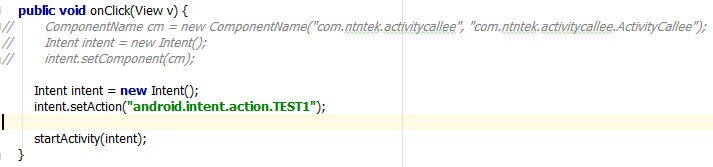 public void onClick(View v) {
//      ComponentName cm = new ComponentName("com.ntntek.activitycallee", "com.ntntek.activitycallee.ActivityCallee");
//      Intent intent = new Intent();
//      intent.setComponent(cm);
Intent intent = new Intent();
intent.setAction("android.intent.action.TEST1");
startActivity(intent);
}